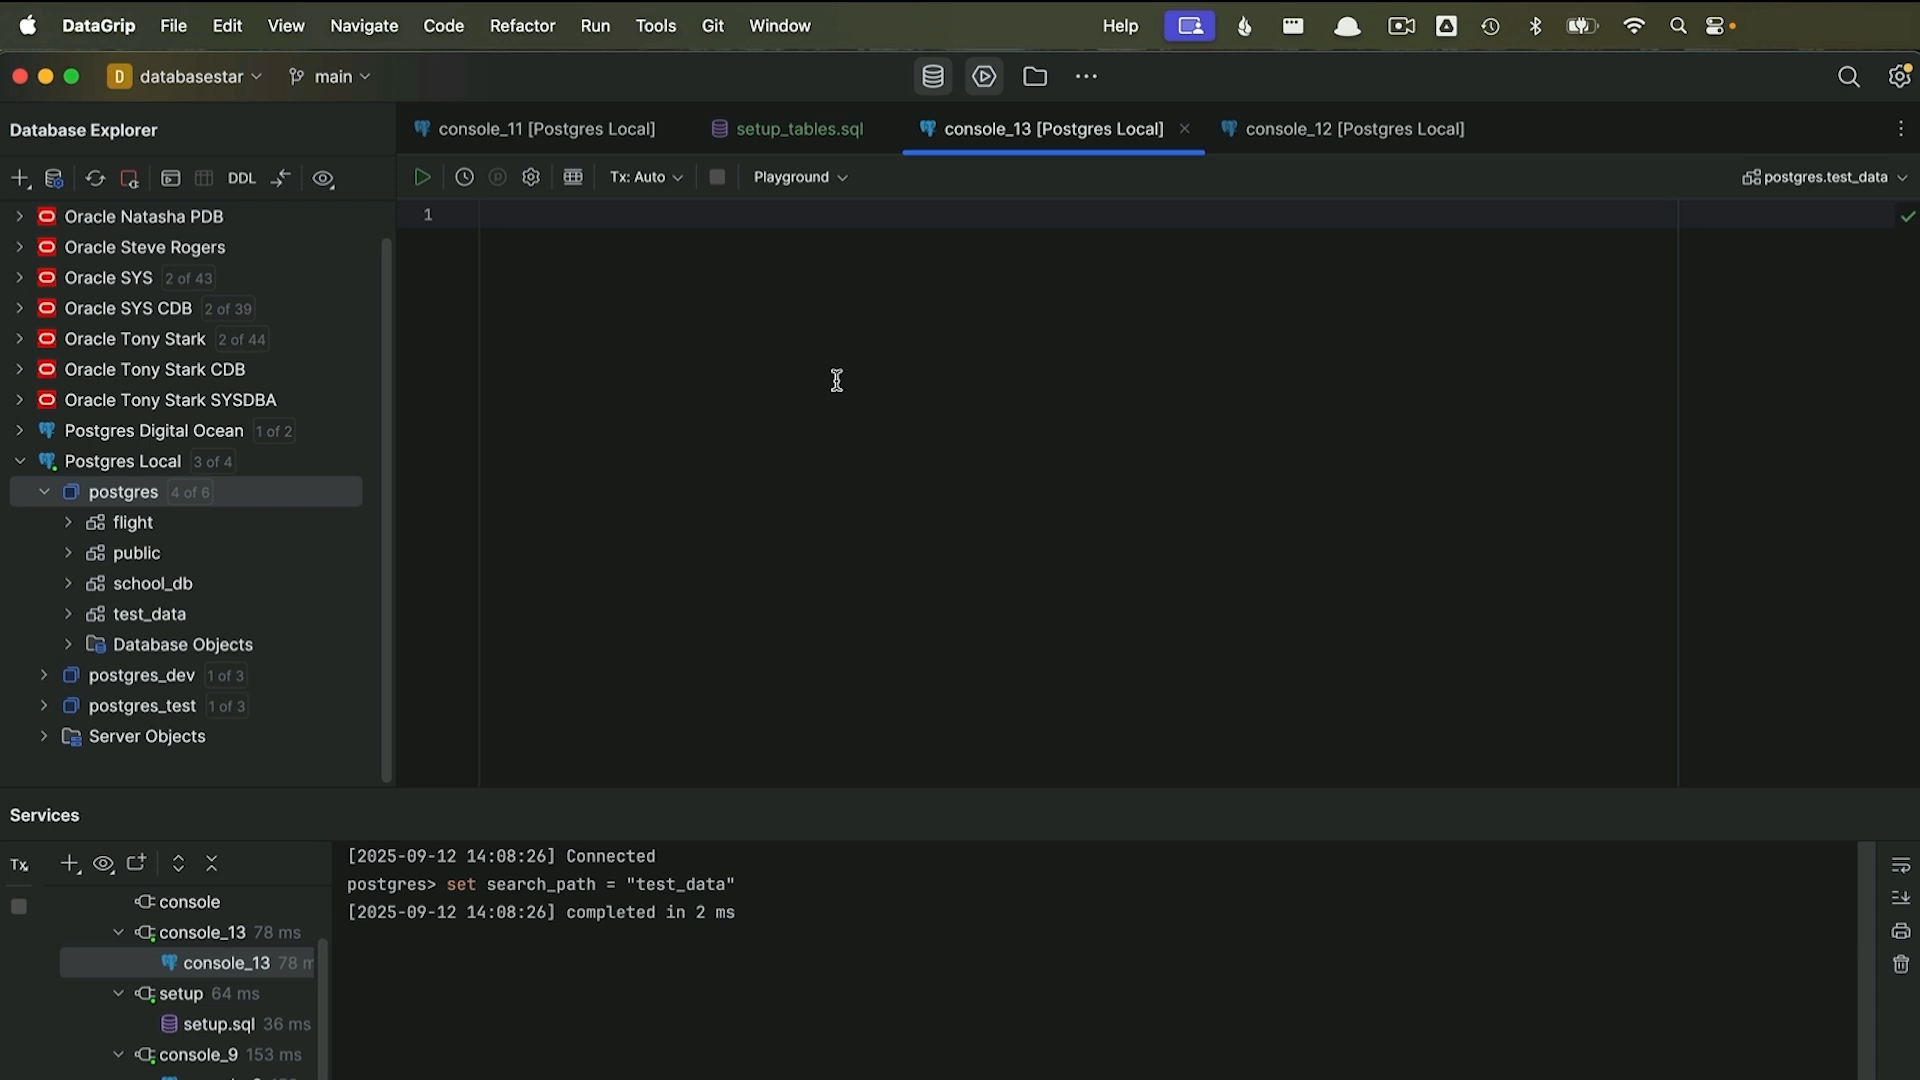 DataGrip File Edit View Navigate Code Refactor Run Tools Git Window Help
D databasestar main
Database Explorer
console_11 [Postgres Local] setup_tables.sql console_13 [Postgres Local] console_12 [Postgres Local]
DDL Tx: Auto Playground postgres.test_data
1
Oracle Natasha PDB
Oracle Steve Rogers
Oracle SYS 2 of 43
Oracle SYS CDB 2 of 39
Oracle Tony Stark 2 of 44
Oracle Tony Stark CDB
Oracle Tony Stark SYSDBA
Postgres Digital Ocean 1 of 2
Postgres Local 3 of 4
postgres 4 of 6
flight
public
school_db
test_data
Database Objects
postgres_dev 1 of 3
postgres_test 1 of 3
Server Objects
Services
Tx
console
console_13 78 ms
console_13 78 m
setup 64 ms
setup.sql 36 ms
console_9 153 ms
[2025-09-12 14:08:26] Connected
postgres> set search_path = "test_data"
[2025-09-12 14:08:26] completed in 2 ms